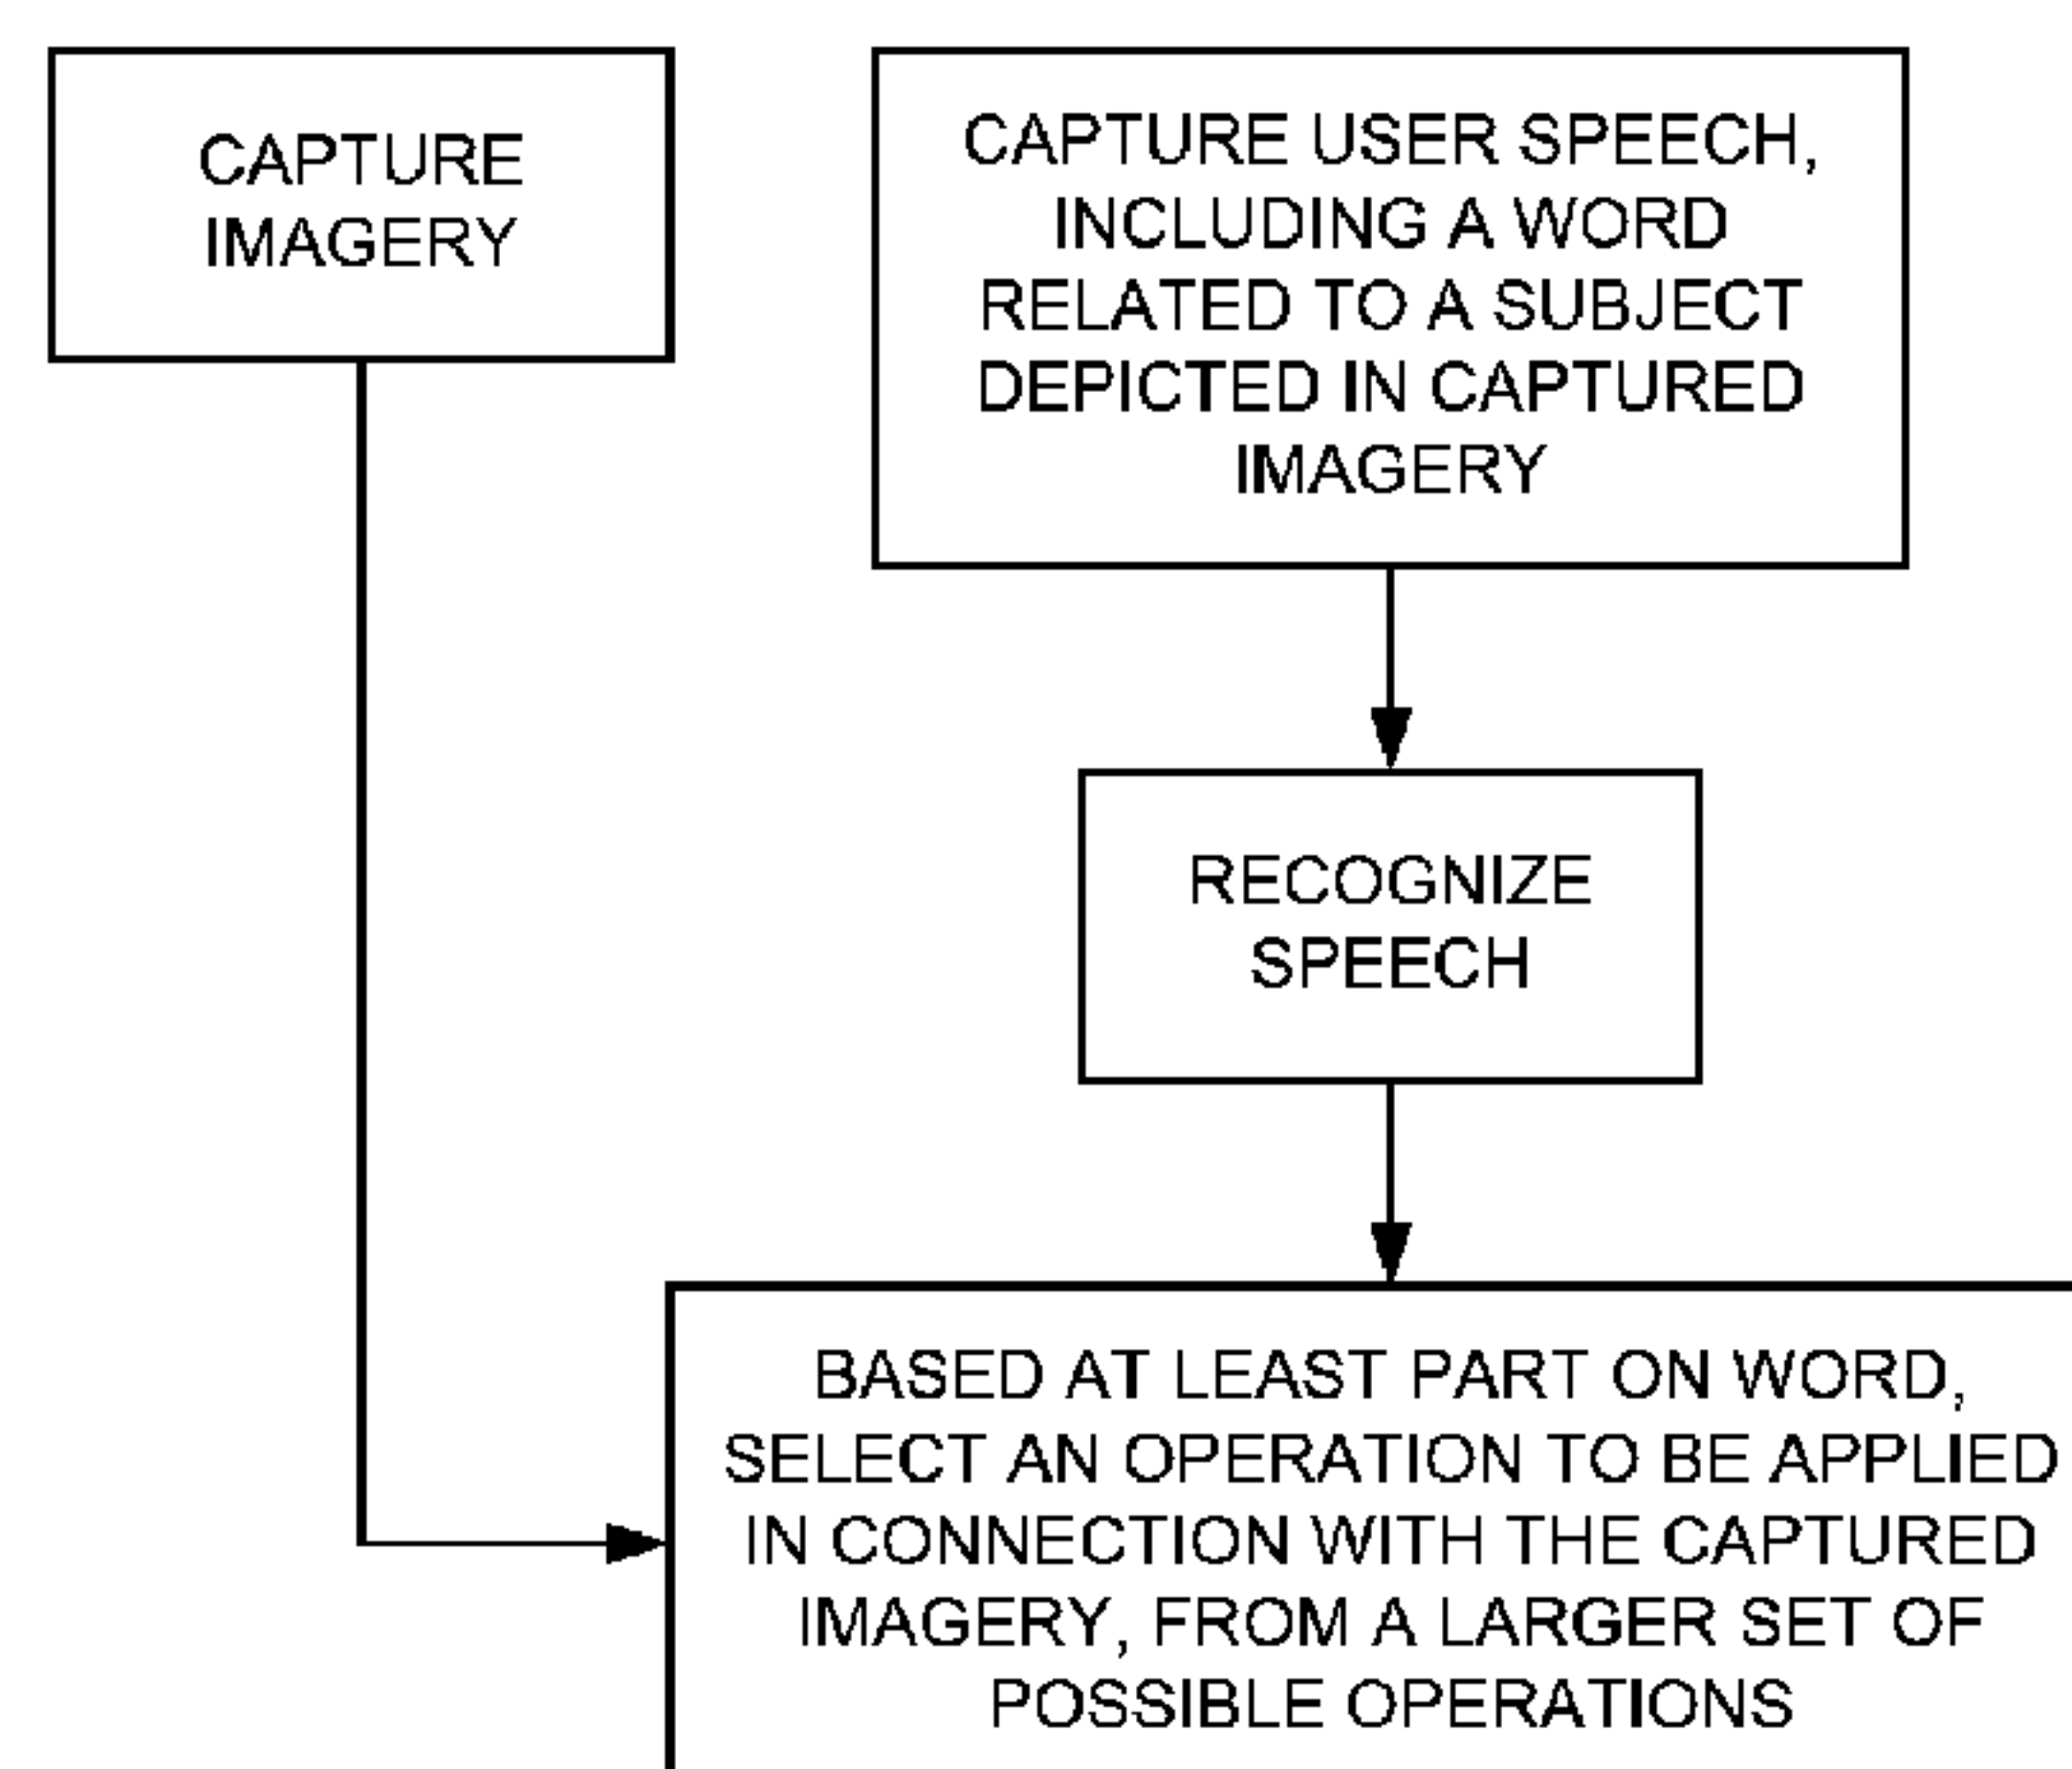 CAPTURE
IMAGERY
CAPTURE USER SPEECH,
INCLUDING A WORD
RELATED TO A SUBJECT
DEPICTED IN CAPTURED
IMAGERY
RECOGNIZE
SPEECH
BASED AT LEAST PART ON WORD,
SELECT AN OPERATION TO BE APPLIED
IN CONNECTION WITH THE CAPTURED
IMAGERY, FROM A LARGER SET OF
POSSIBLE OPERATIONS